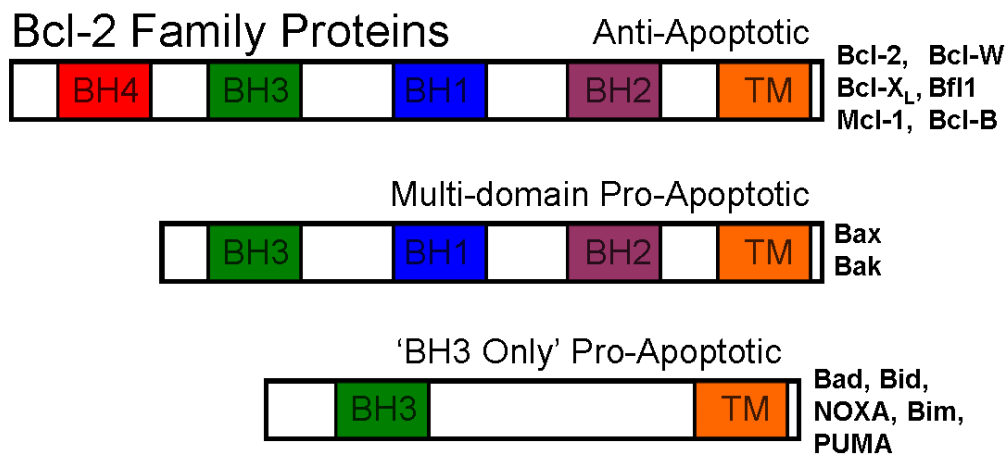 Bcl-2 Family Proteins
Anti-Apoptotic
BH4 BH3 BH1 BH2 TM
Bcl-2, Bcl-W
Bcl-XL, Bfl1
Mcl-1, Bcl-B
Multi-domain Pro-Apoptotic
BH3 BH1 BH2 TM
Bax
Bak
‘BH3 Only’ Pro-Apoptotic
BH3 TM
Bad, Bid,
NOXA, Bim,
PUMA